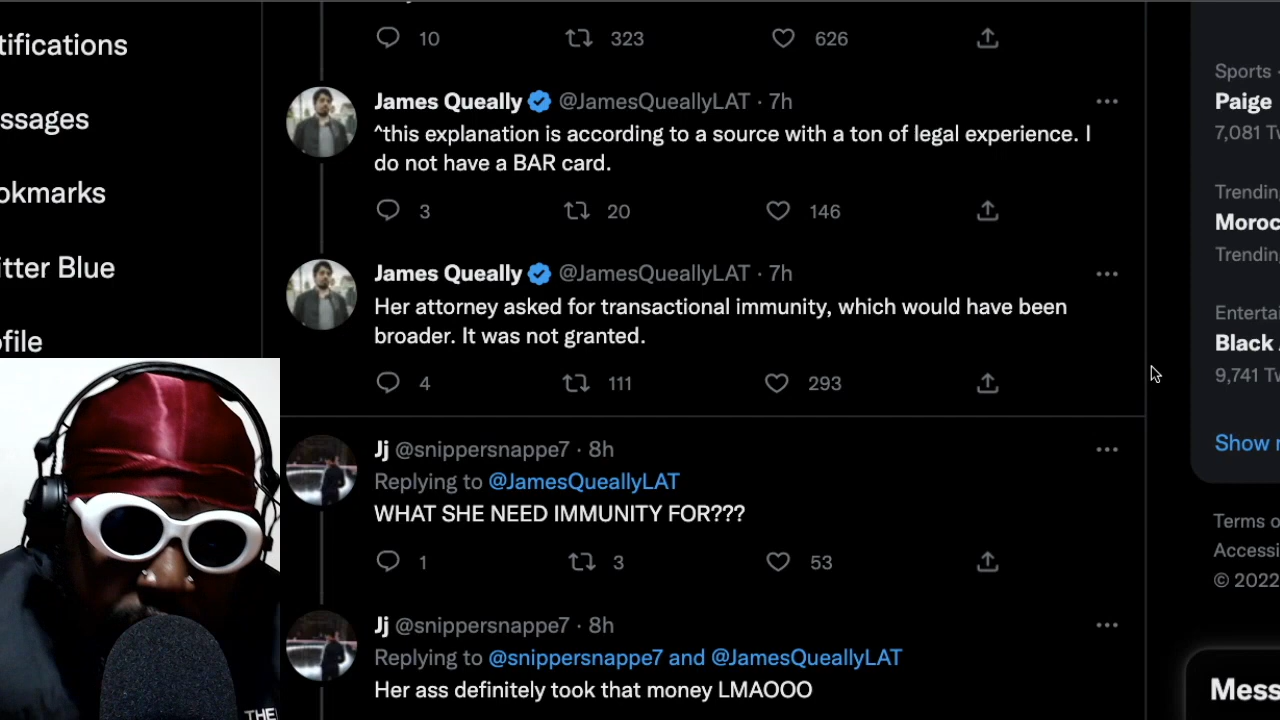 tifications
ssages
okmarks
itter Blue
ofile
10 323 626
James Queally @JamesQueallyLAT · 7h
^this explanation is according to a source with a ton of legal experience. I
do not have a BAR card.
3 20 146
James Queally @JamesQueallyLAT · 7h
Her attorney asked for transactional immunity, which would have been
broader. It was not granted.
4 111 293
Jj @snippersnappe7 · 8h
Replying to @JamesQueallyLAT
WHAT SHE NEED IMMUNITY FOR???
1 3 53
Jj @snippersnappe7 · 8h
Replying to @snippersnappe7 and @JamesQueallyLAT
Her ass definitely took that money LMAOOO
Sports ·
Paige
7,081 Tw
Trendin
Moroc
Trendin
Enterta
Black
9,741 Tw
Show
Terms o
Accessi
© 2022
Mess
THE